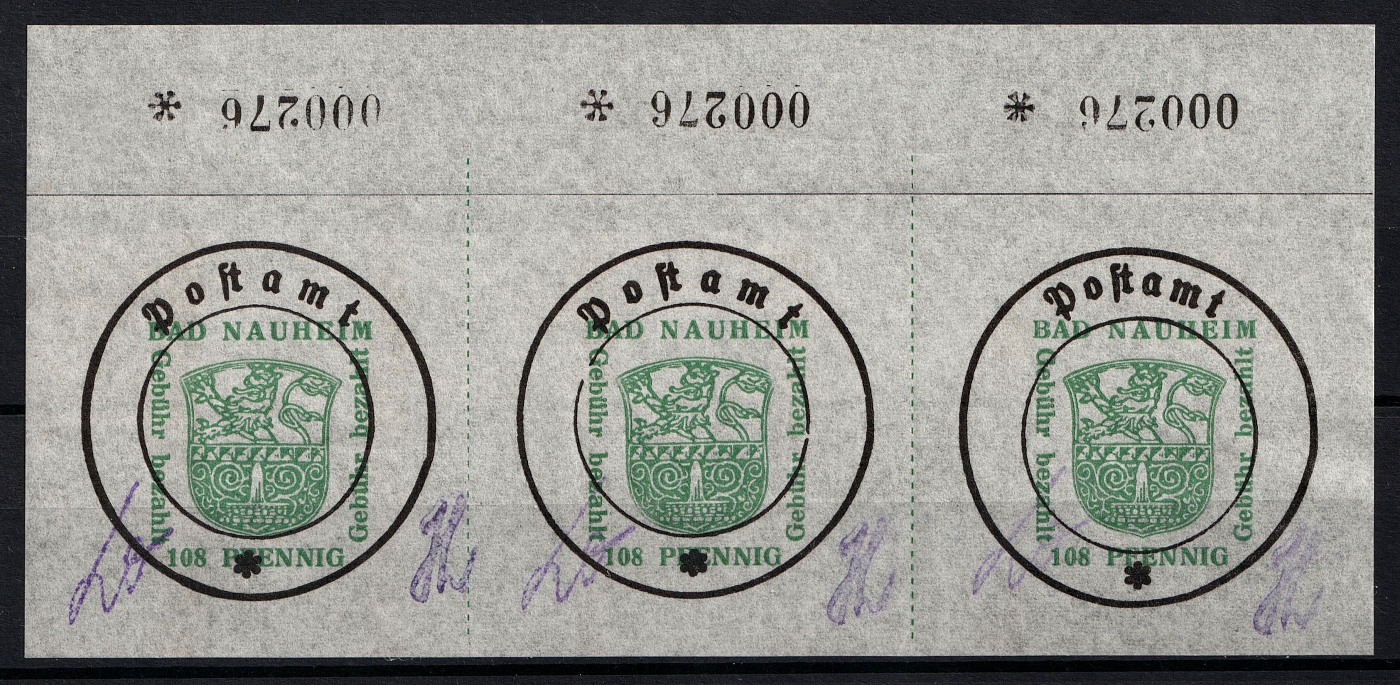 * 000276 * 000276 * 000276
Postamt Postamt Postamt
BAD NAUHEIM BAD NAUHEIM BAD NAUHEIM
Gebühr bezahlt Gebühr bezahlt Gebühr bezahlt Gebühr bezahlt Gebühr bezahlt Gebühr bezahlt
108 PFENNIG 108 PFENNIG 108 PFENNIG